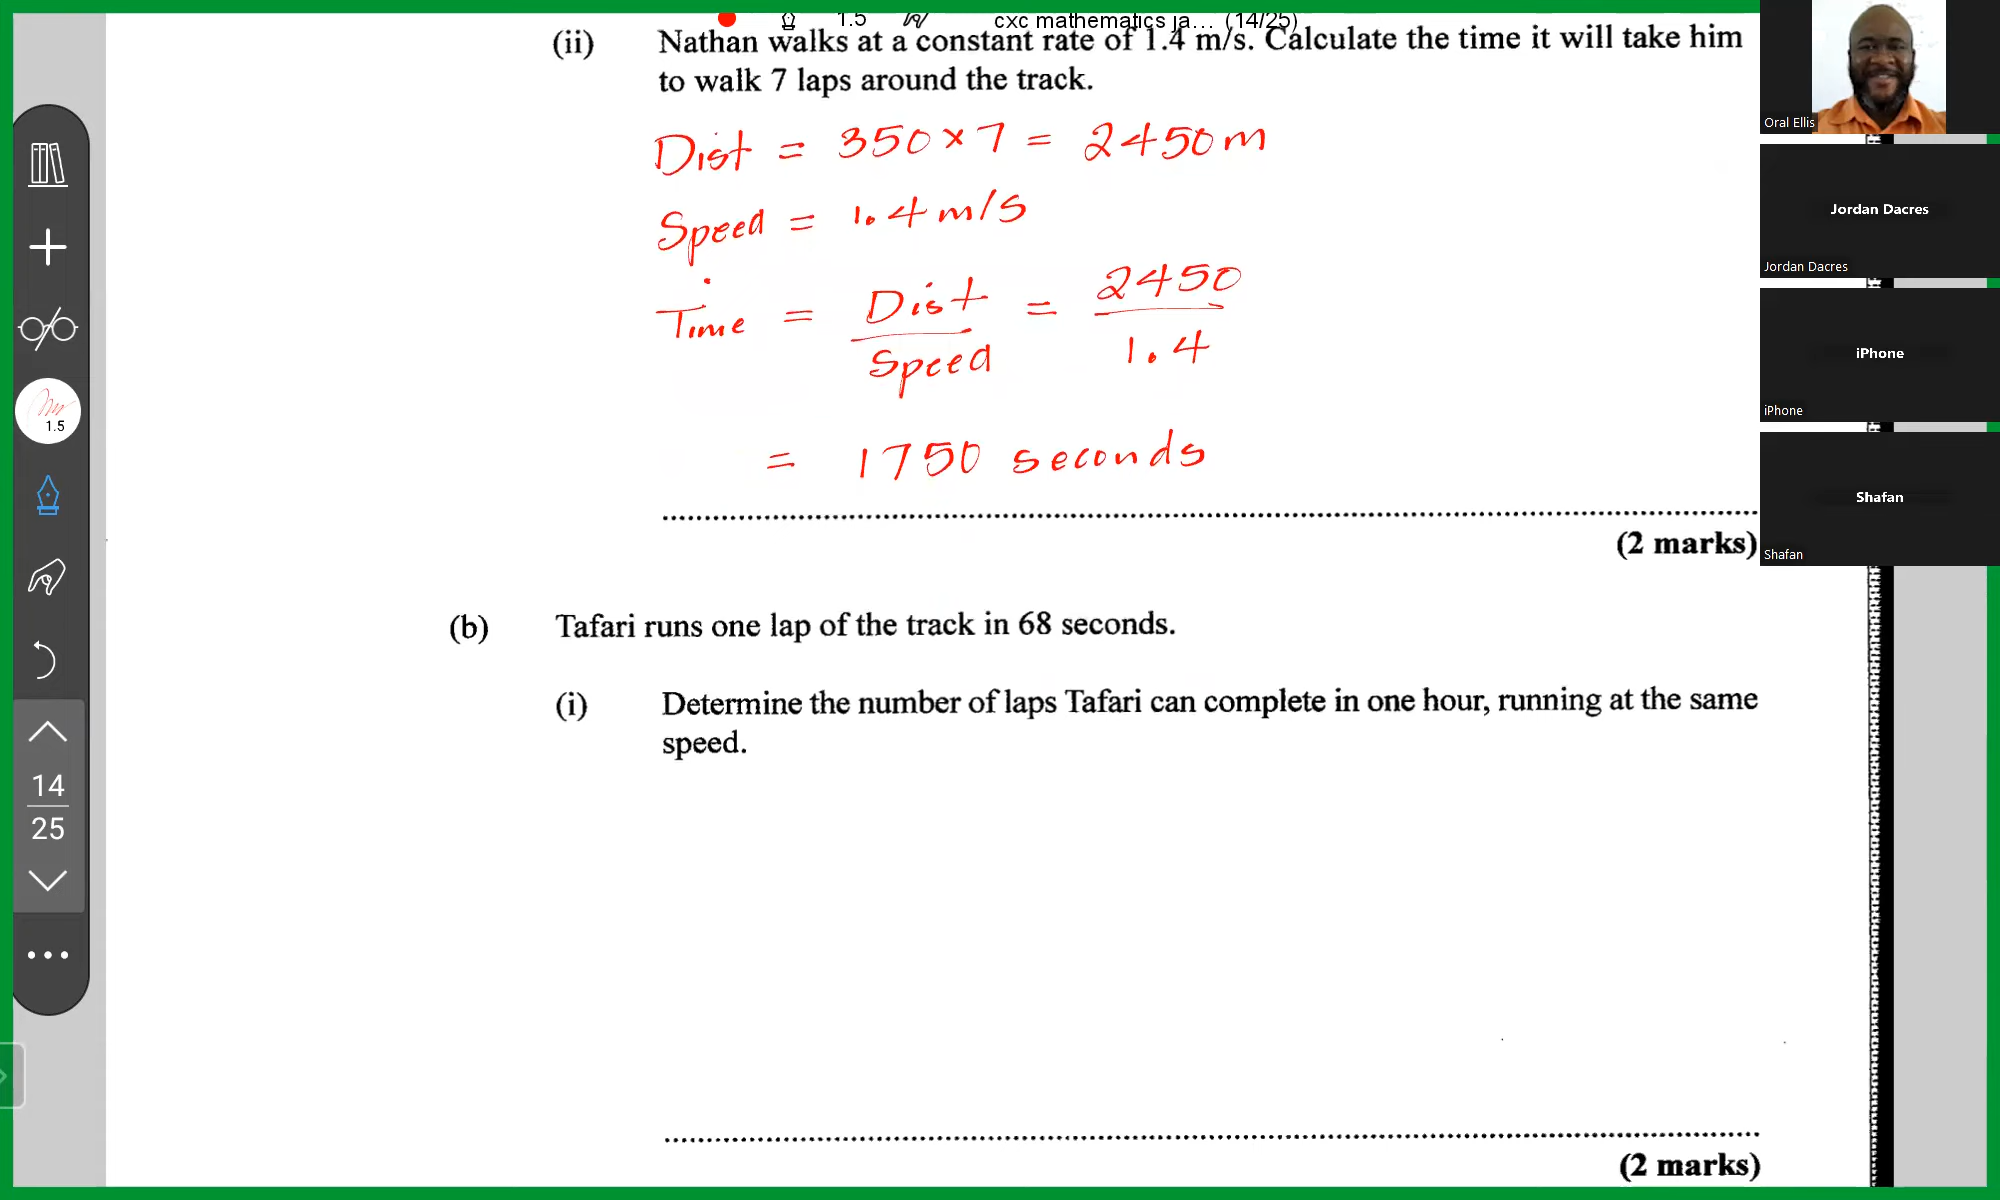 1.5 cxc mathematics ja... (14/25)
(ii) Nathan walks at a constant rate of 1.4 m/s. Calculate the time it will take him
to walk 7 laps around the track.
Dist = 350 × 7 = 2450 m
Speed = 1.4 m/s
Time = Dist / Speed = 2450 / 1.4
= 1750 seconds
(2 marks)
(b) Tafari runs one lap of the track in 68 seconds.
(i) Determine the number of laps Tafari can complete in one hour, running at the same
speed.
(2 marks)
1.5
14
25
Oral Ellis
Jordan Dacres
Jordan Dacres
iPhone
iPhone
Shafan
Shafan